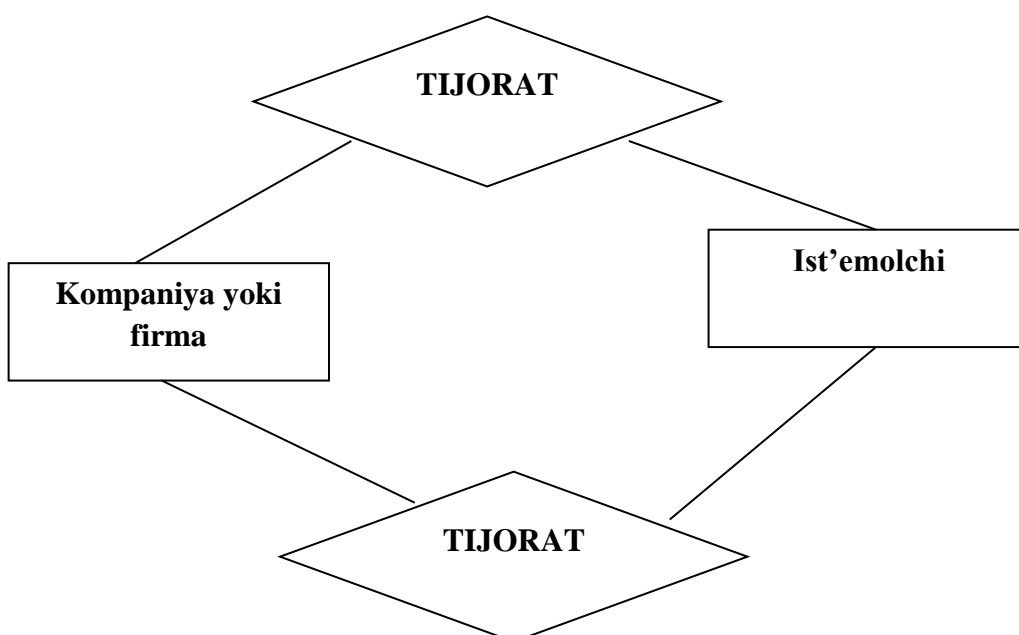 TIJORAT
Kompaniya yoki
firma
Ist’emolchi
TIJORAT